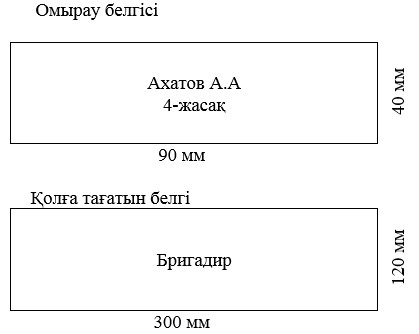 Омырау белгісі
Ахатов А.А
4-жасақ
40 мм
90 мм
Қолға тағатын белгі
Бригадир
120 мм
300 мм